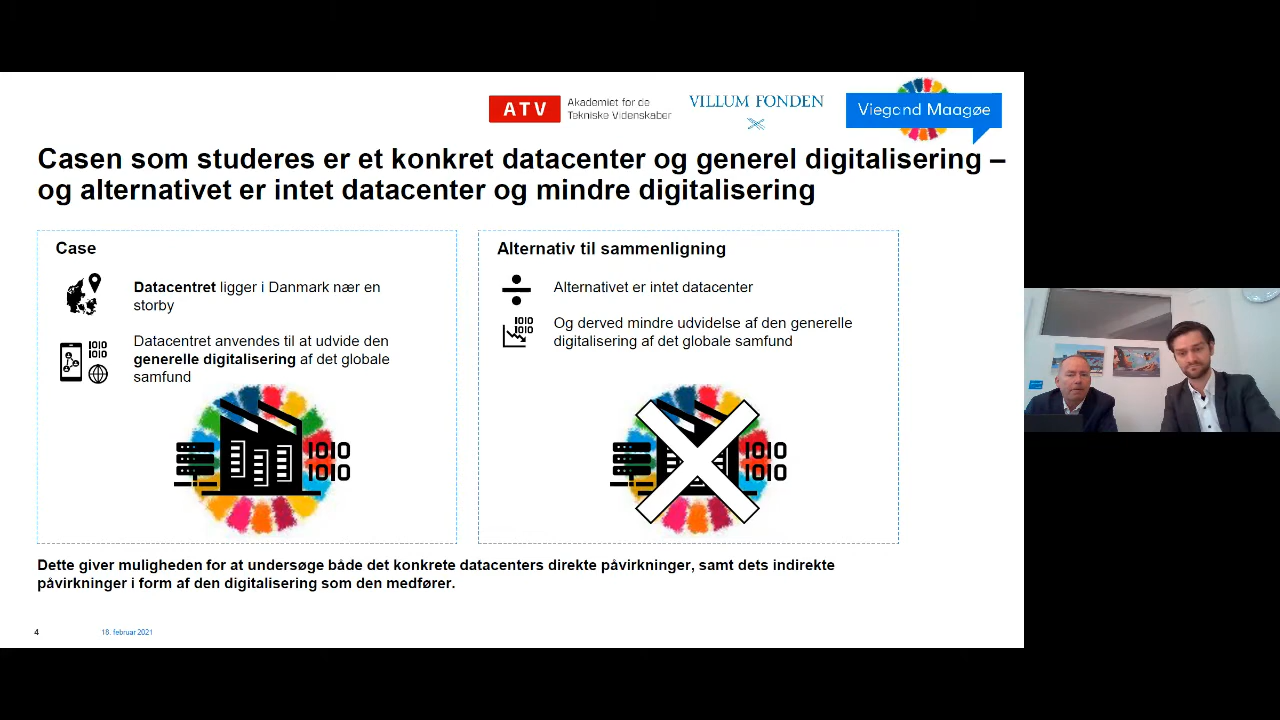 ATV
Akademiet for de
Tekniske Videnskaber
VILLUM FONDEN
Viegand Maagøe
Casen som studeres er et konkret datacenter og generel digitalisering –
og alternativet er intet datacenter og mindre digitalisering
Case
Datacentret ligger i Danmark nær en
storby
1010
1010
Datacentret anvendes til at udvide den
generelle digitalisering af det globale
samfund
1010
1010
Alternativ til sammenligning
Alternativet er intet datacenter
1010
1010
Og derved mindre udvidelse af den generelle
digitalisering af det globale samfund
1010
1010
Dette giver muligheden for at undersøge både det konkrete datacenters direkte påvirkninger, samt dets indirekte
påvirkninger i form af den digitalisering som den medfører.
4
18. februar 2021